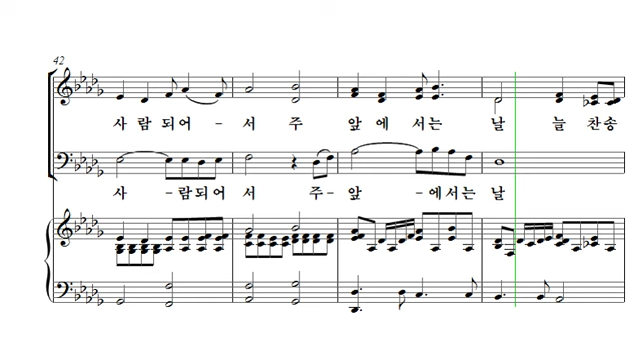 42
사 람 되 어 - 서 주 앞 에 서 는 날 늘 찬 송
사 - - 람 되 어 서 주 - 앞 - 에 서 는 날